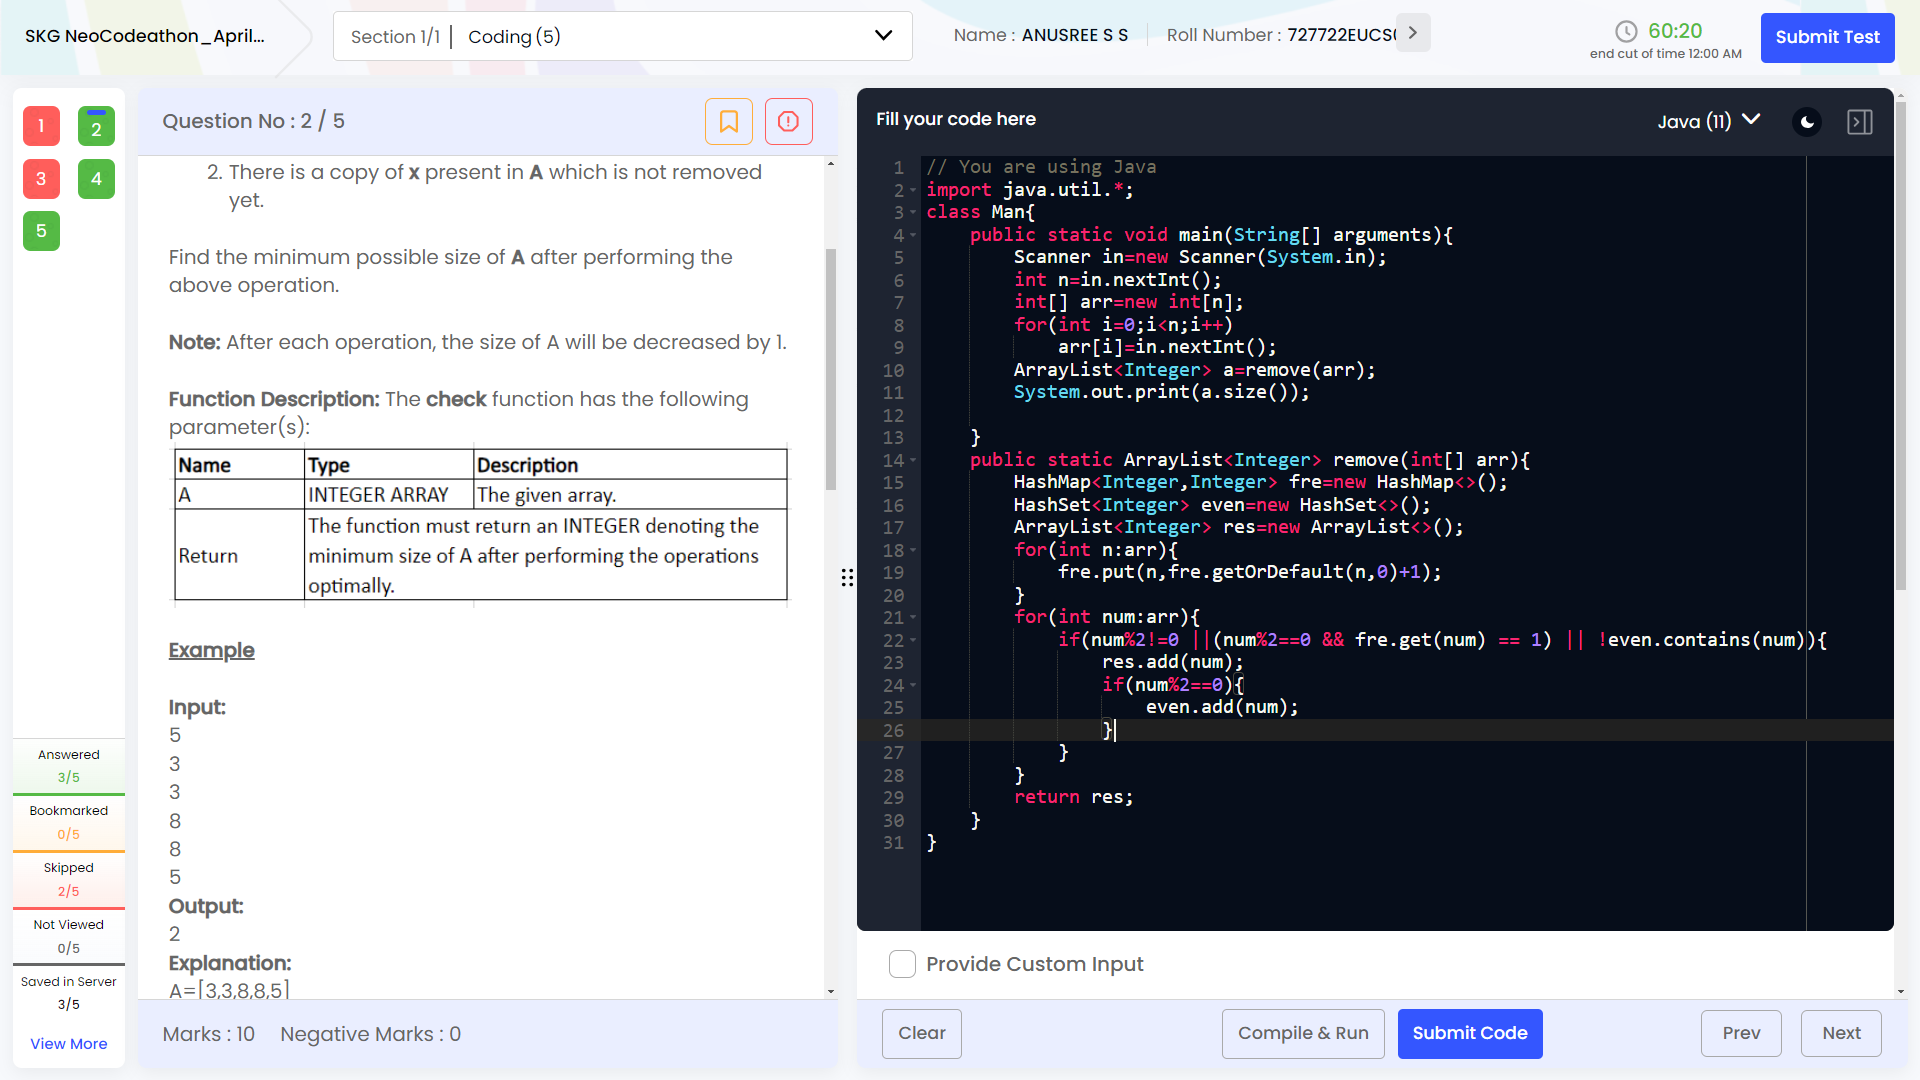 SKG NeoCodeathon_April...
Section 1/1 | Coding (5)
Name : ANUSREE S S
Roll Number : 727722EUCS
60:20
end cut of time 12:00 AM
Submit Test
1
2
3
4
5
Answered
3/5
Bookmarked
0/5
Skipped
2/5
Not Viewed
0/5
Saved in Server
3/5
View More
Question No : 2 / 5
2. There is a copy of x present in A which is not removed
yet.
Find the minimum possible size of A after performing the
above operation.
Note: After each operation, the size of A will be decreased by 1.
Function Description: The check function has the following
parameter(s):
Name Type Description
A INTEGER ARRAY The given array.
Return The function must return an INTEGER denoting the
minimum size of A after performing the operations
optimally.
Example
Input:
5
3
3
8
8
5
Output:
2
Explanation:
A=[3,3,8,8,5]
Marks : 10 Negative Marks : 0
Fill your code here
Java (11)
1 // You are using Java
2 import java.util.*;
3 class Man{
4 public static void main(String[] arguments){
5 Scanner in=new Scanner(System.in);
6 int n=in.nextInt();
7 int[] arr=new int[n];
8 for(int i=0;i<n;i++)
9 arr[i]=in.nextInt();
10 ArrayList<Integer> a=remove(arr);
11 System.out.print(a.size());
12
13 }
14 public static ArrayList<Integer> remove(int[] arr){
15 HashMap<Integer,Integer> fre=new HashMap<>();
16 HashSet<Integer> even=new HashSet<>();
17 ArrayList<Integer> res=new ArrayList<>();
18 for(int n:arr){
19 fre.put(n,fre.getOrDefault(n,0)+1);
20 }
21 for(int num:arr){
22 if(num%2!=0 ||(num%2==0 && fre.get(num) == 1) || !even.contains(num)){
23 res.add(num);
24 if(num%2==0){
25 even.add(num);
26 }
27 }
28 }
29 return res;
30 }
31 }
Provide Custom Input
Clear
Compile & Run
Submit Code
Prev
Next